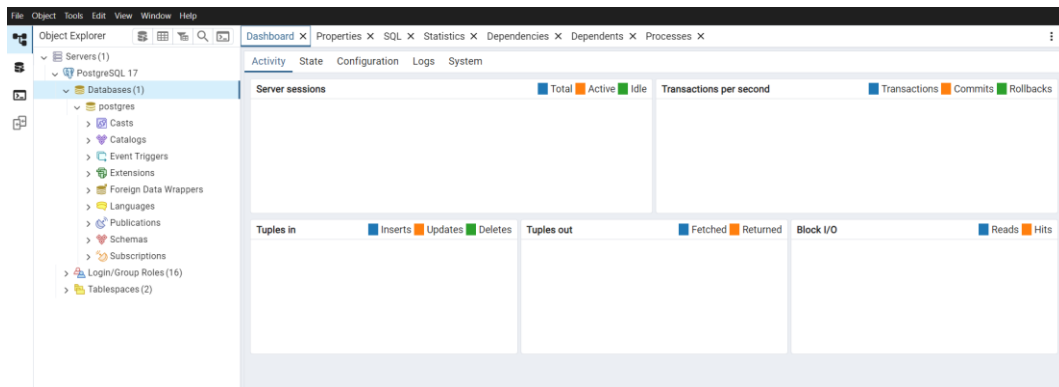 File Object Tools Edit View Window Help
Object Explorer
Dashboard Properties SQL Statistics Dependencies Dependents Processes
Servers (1)
PostgreSQL 17
Databases (1)
postgres
Casts
Catalogs
Event Triggers
Extensions
Foreign Data Wrappers
Languages
Publications
Schemas
Subscriptions
Login/Group Roles (16)
Tablespaces (2)
Activity State Configuration Logs System
Server sessions Total Active Idle
Transactions per second Transactions Commits Rollbacks
Tuples in Inserts Updates Deletes
Tuples out Fetched Returned
Block I/O Reads Hits